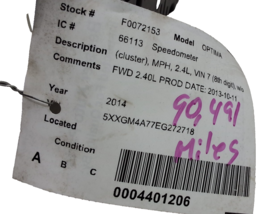 Stock # F0072153 Model OPTIMA
IC # 66113 Speedometer
Description (cluster), MPH, 2.4L, VIN 7 (8th digit), w/o
Comments FWD 2.40L PROD DATE: 2013-10-11
Year 2014
Located 5XXGM4A77EG272718
Condition
A B C
90,491
Miles
0004401206